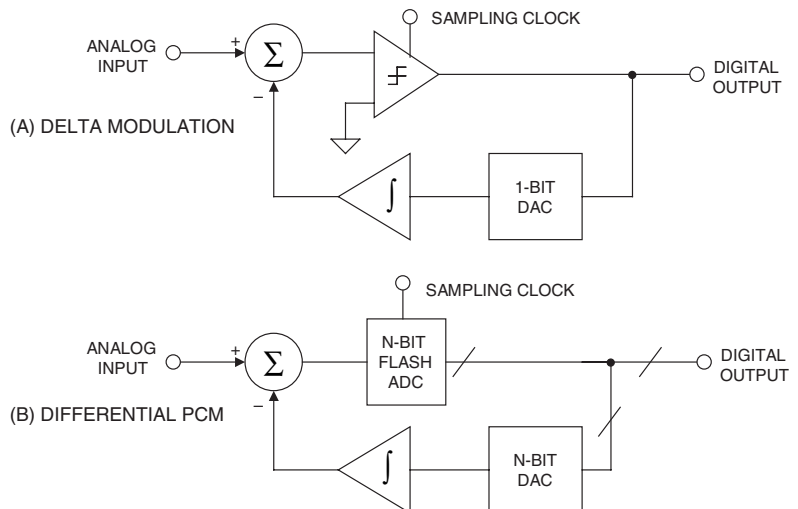 SAMPLING CLOCK
ANALOG
INPUT
+
Σ
−
DIGITAL
OUTPUT
(A) DELTA MODULATION
∫
1-BIT
DAC
SAMPLING CLOCK
ANALOG
INPUT
+
Σ
−
N-BIT
FLASH
ADC
DIGITAL
OUTPUT
(B) DIFFERENTIAL PCM
∫
N-BIT
DAC